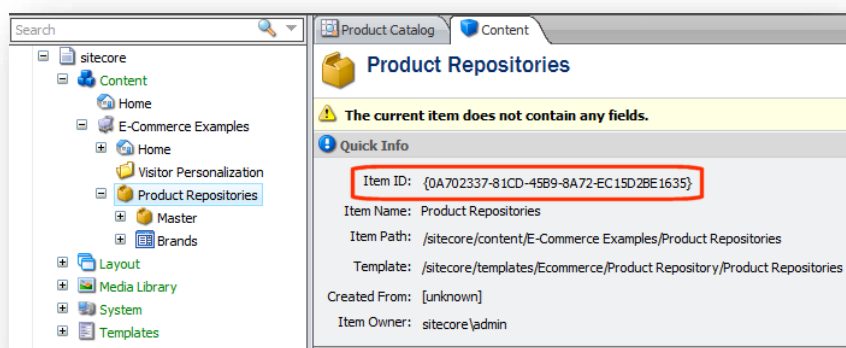 Search
sitecore
Content
Home
E-Commerce Examples
Home
Visitor Personalization
Product Repositories
Master
Brands
Layout
Media Library
System
Templates
Product Catalog
Content
Product Repositories
The current item does not contain any fields.
Quick Info
Item ID: {0A702337-81CD-45B9-8A72-EC15D2BE1635}
Item Name: Product Repositories
Item Path: /sitecore/content/E-Commerce Examples/Product Repositories
Template: /sitecore/templates/Ecommerce/Product Repository/Product Repositories
Created From: [unknown]
Item Owner: sitecore\admin